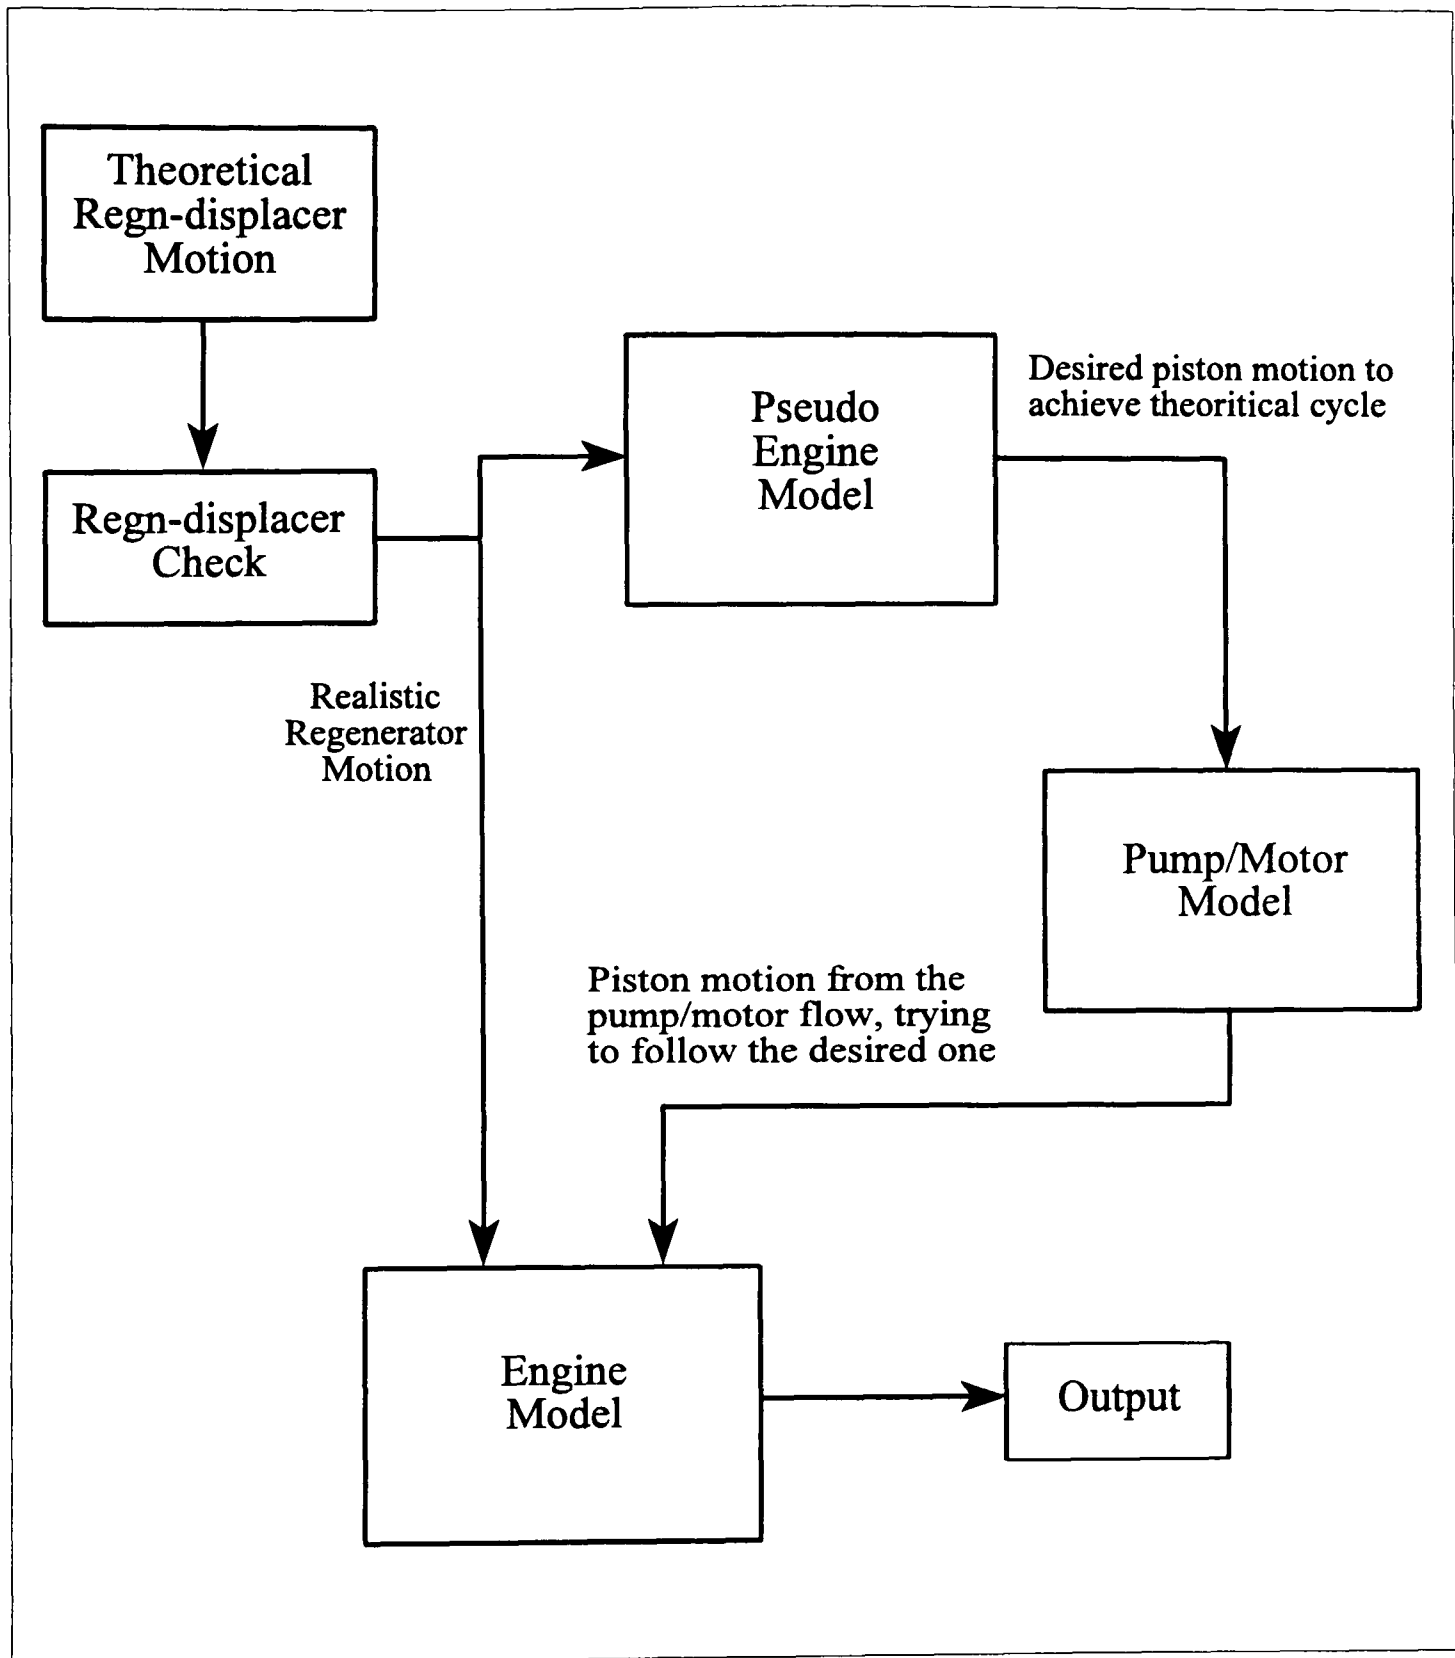 Theoretical
Regn-displacer
Motion
Regn-displacer
Check
Pseudo
Engine
Model
Desired piston motion to
achieve theoritical cycle
Realistic
Regenerator
Motion
Pump/Motor
Model
Piston motion from the
pump/motor flow, trying
to follow the desired one
Engine
Model
Output